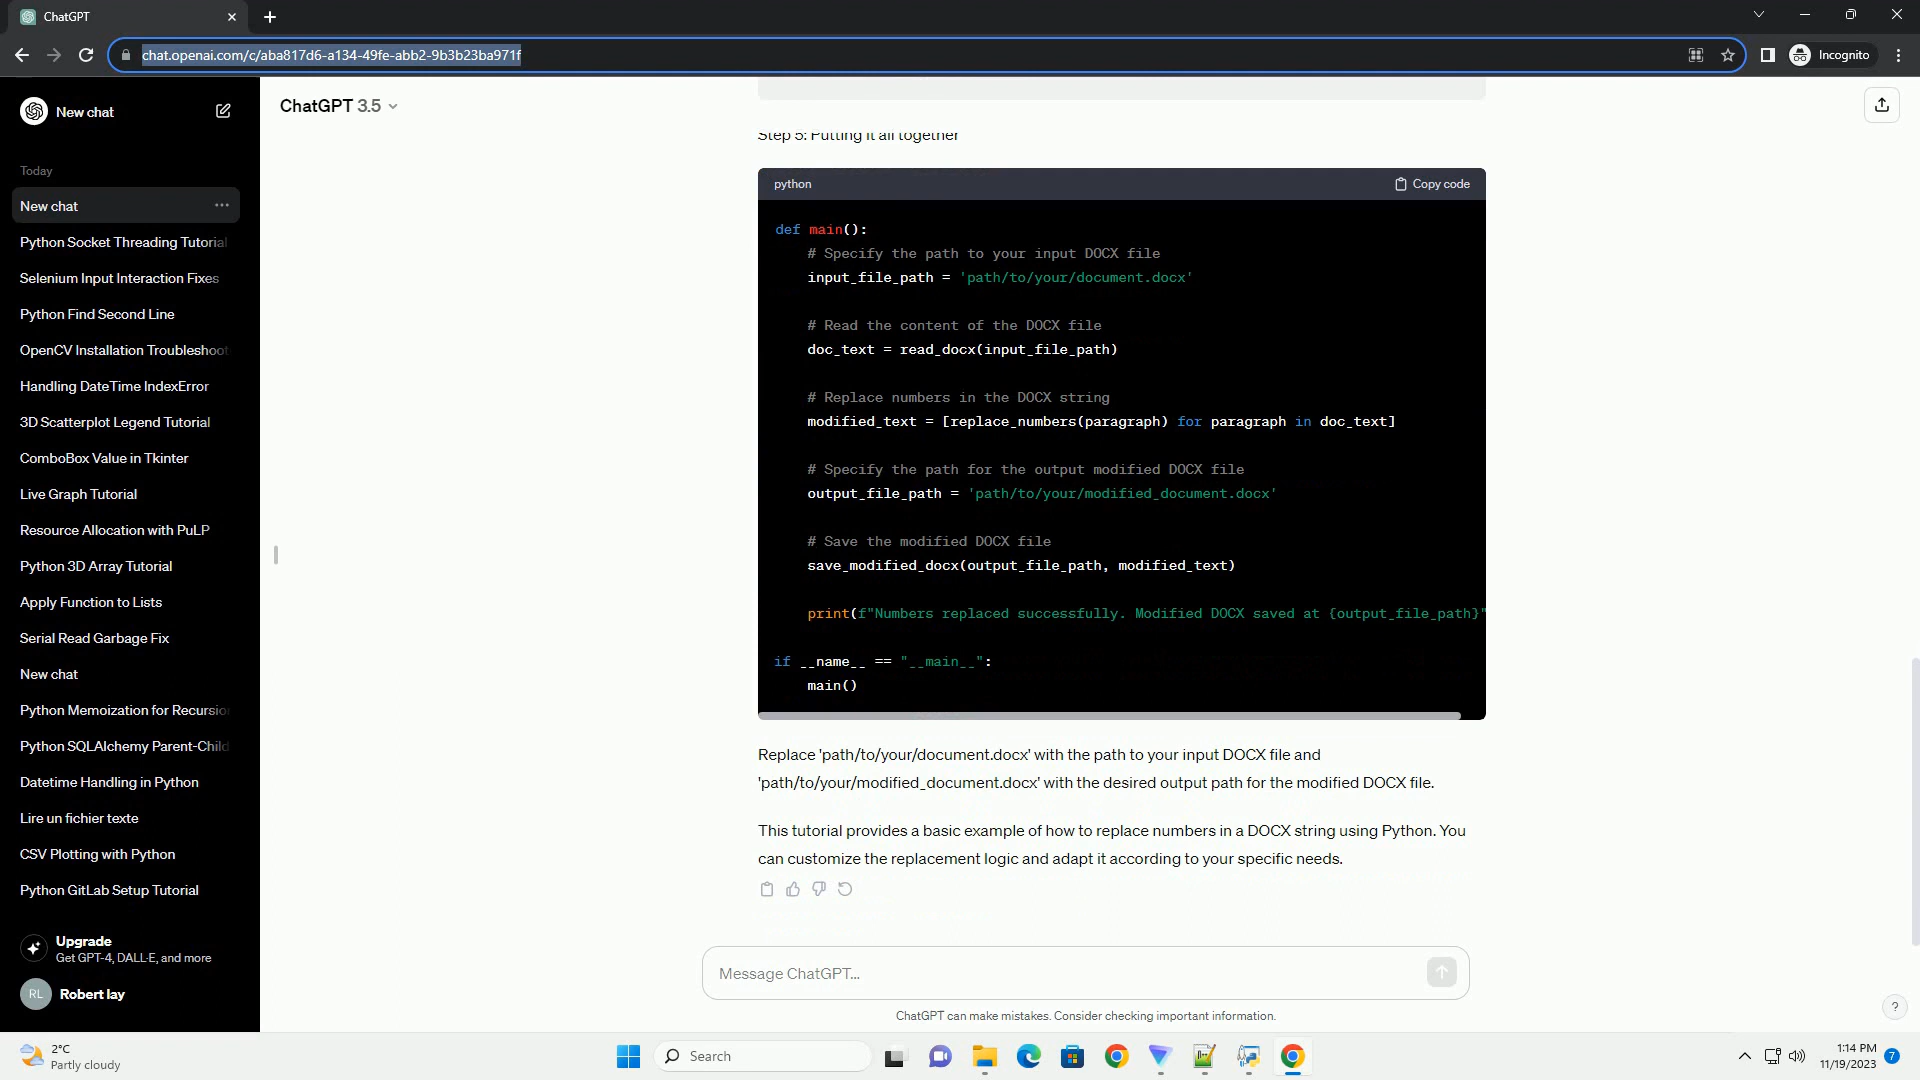 ChatGPT
chat.openai.com/c/aba817d6-a134-49fe-abb2-9b3b23ba971f
Incognito
New chat
Today
New chat
Python Socket Threading Tutorial
Selenium Input Interaction Fixes
Python Find Second Line
OpenCV Installation Troubleshoot
Handling DateTime IndexError
3D Scatterplot Legend Tutorial
ComboBox Value in Tkinter
Live Graph Tutorial
Resource Allocation with PuLP
Python 3D Array Tutorial
Apply Function to Lists
Serial Read Garbage Fix
New chat
Python Memoization for Recursio
Python SQLAlchemy Parent-Child
Datetime Handling in Python
Lire un fichier texte
CSV Plotting with Python
Python GitLab Setup Tutorial
Upgrade
Get GPT-4, DALL·E, and more
RL
Robert lay
ChatGPT 3.5
Step 5: Putting it all together
python
Copy code
def main():
# Specify the path to your input DOCX file
input_file_path = 'path/to/your/document.docx'
# Read the content of the DOCX file
doc_text = read_docx(input_file_path)
# Replace numbers in the DOCX string
modified_text = [replace_numbers(paragraph) for paragraph in doc_text]
# Specify the path for the output modified DOCX file
output_file_path = 'path/to/your/modified_document.docx'
# Save the modified DOCX file
save_modified_docx(output_file_path, modified_text)
print(f"Numbers replaced successfully. Modified DOCX saved at {output_file_path}"
if __name__ == "__main__":
main()
Replace 'path/to/your/document.docx' with the path to your input DOCX file and
'path/to/your/modified_document.docx' with the desired output path for the modified DOCX file.
This tutorial provides a basic example of how to replace numbers in a DOCX string using Python. You
can customize the replacement logic and adapt it according to your specific needs.
Message ChatGPT...
ChatGPT can make mistakes. Consider checking important information.
?
2°C
Partly cloudy
Search
1:14 PM
11/19/2023
7